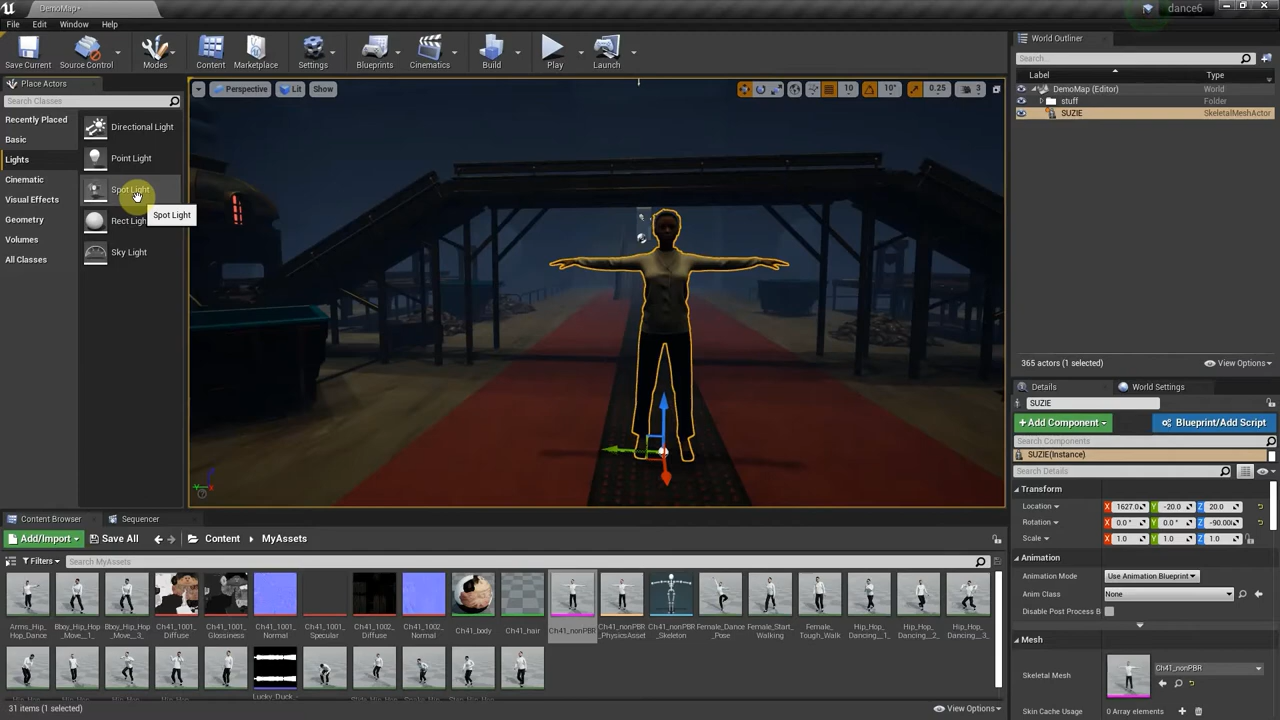 DemoMap*
dance6
File Edit Window Help
Save Current
Source Control
Modes
Content
Marketplace
Settings
Blueprints
Cinematics
Build
Play
Launch
Place Actors
Search Classes
Recently Placed
Basic
Lights
Cinematic
Visual Effects
Geometry
Volumes
All Classes
Directional Light
Point Light
Spot Light
Spot Light
Rect Ligh
Sky Light
Perspective
Lit
Show
10
10°
0.25
3
World Outliner
Search...
Label Type
DemoMap (Editor) World
stuff Folder
SUZIE SkeletalMeshActor
365 actors (1 selected)
View Options
Details
World Settings
SUZIE
+ Add Component
Blueprint/Add Script
Search Components
SUZIE(Instance)
Search Details
Transform
Location X 1627.0 Y -20.0 Z 20.0
Rotation X 0.0 ° Y 0.0 ° Z -90.00
Scale X 1.0 Y 1.0 Z 1.0
Animation
Animation Mode Use Animation Blueprint
Anim Class None
Disable Post Process B
Mesh
Skeletal Mesh Ch41_nonPBR
Skin Cache Usage 0 Array elements
Content Browser
Sequencer
Add/Import
Save All
Content
MyAssets
Filters
Search MyAssets
Arms_Hip_Hop_Dance
Bboy_Hip_Hop_Move__1_
Bboy_Hip_Hop_Move__3_
Ch41_1001_Diffuse
Ch41_1001_Glossiness
Ch41_1001_Normal
Ch41_1001_Specular
Ch41_1002_Diffuse
Ch41_1002_Normal
Ch41_body
Ch41_hair
Ch41_nonPBR
Ch41_nonPBR_PhysicsAsset
Ch41_nonPBR_Skeleton
Female_Dance_Pose
Female_Start_Walking
Female_Tough_Walk
Hip_Hop_Dancing__1_
Hip_Hop_Dancing__2_
Hip_Hop_Dancing__3_
31 items (1 selected)
View Options